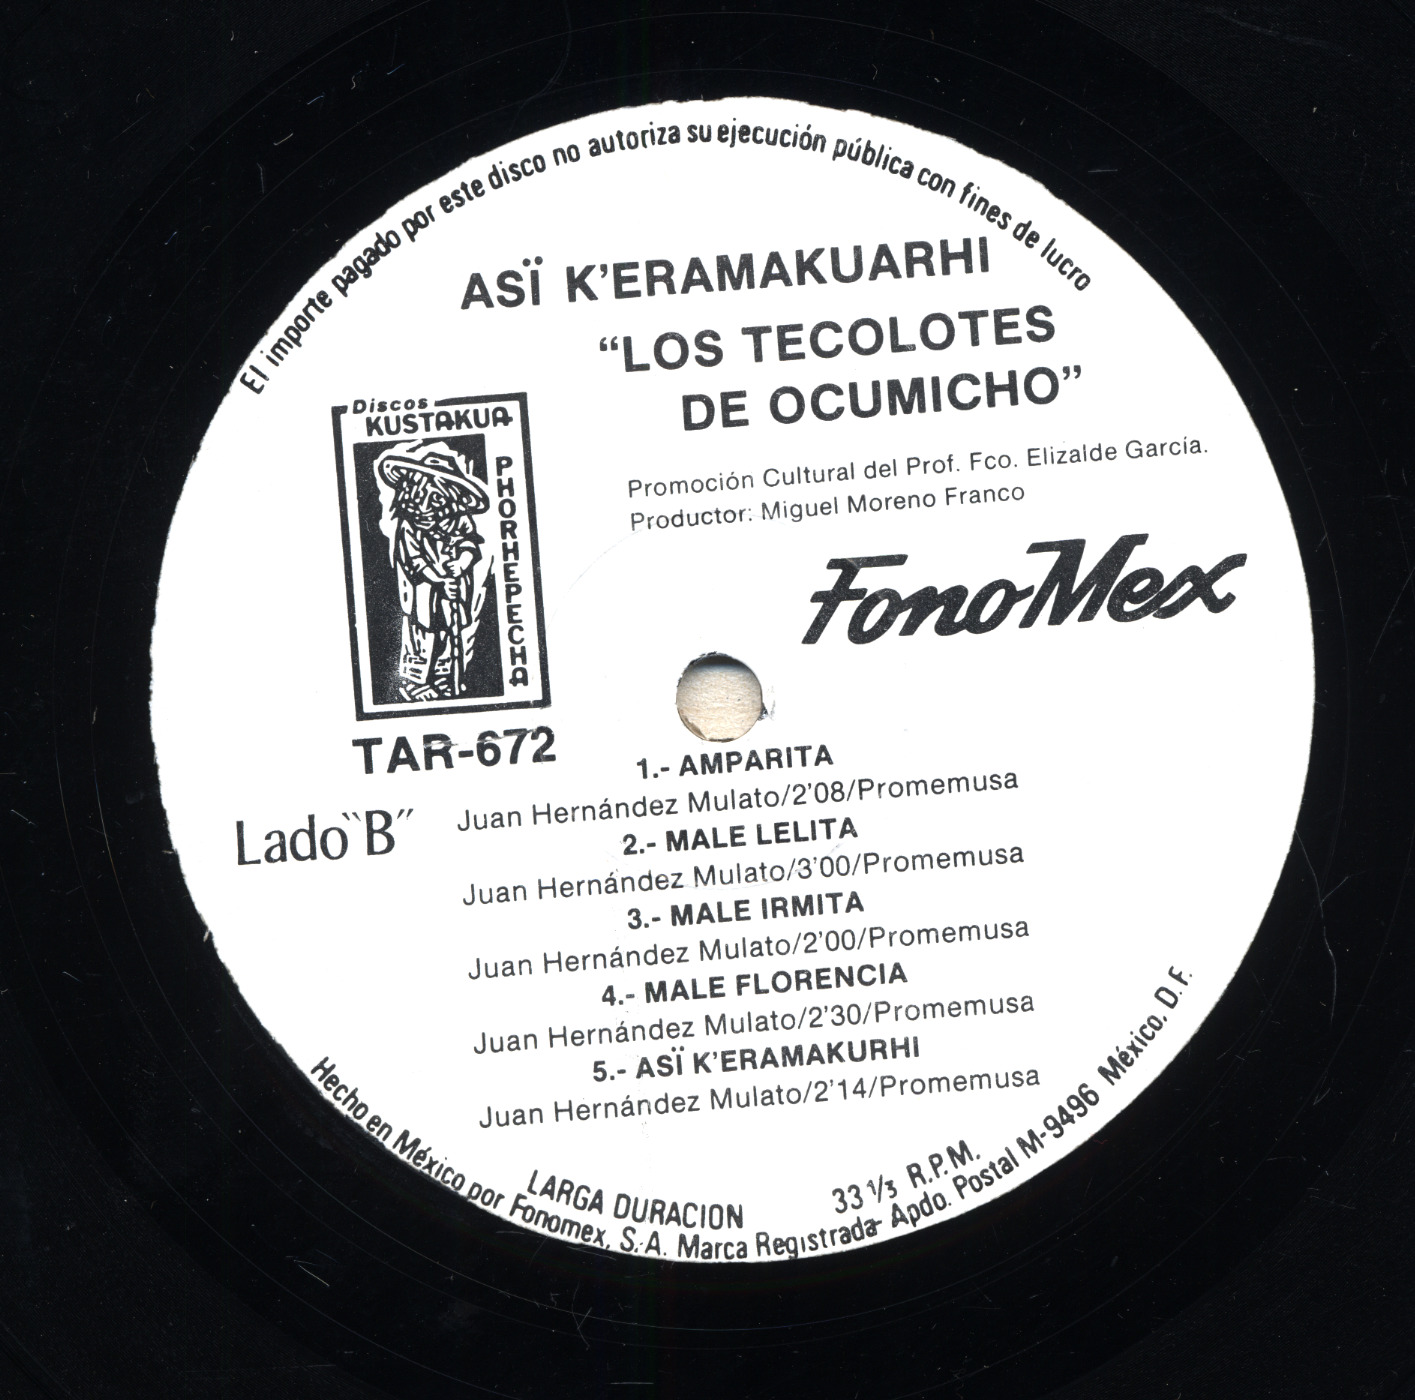 El importe pagado por este disco no autoriza su ejecución pública con fines de lucro
ASÏ K'ERAMAKUARHI
“LOS TECOLOTES
DE OCUMICHO”
Discos
KUSTAKUA
PHORHEPECHA
Promoción Cultural del Prof. Fco. Elizalde García.
Productor: Miguel Moreno Franco
FonoMex
TAR-672
Lado "B"
1.- AMPARITA
Juan Hernández Mulato/2'08/Promemusa
2.- MALE LELITA
Juan Hernández Mulato/3'00/Promemusa
3.- MALE IRMITA
Juan Hernández Mulato/2'00/Promemusa
4.- MALE FLORENCIA
Juan Hernández Mulato/2'30/Promemusa
5.- ASÏ K'ERAMAKURHI
Juan Hernández Mulato/2'14/Promemusa
LARGA DURACION
33 1/3 R.P.M.
Hecho en México por Fonomex, S.A. Marca Registrada- Apdo. Postal M-9496 México, D.F.